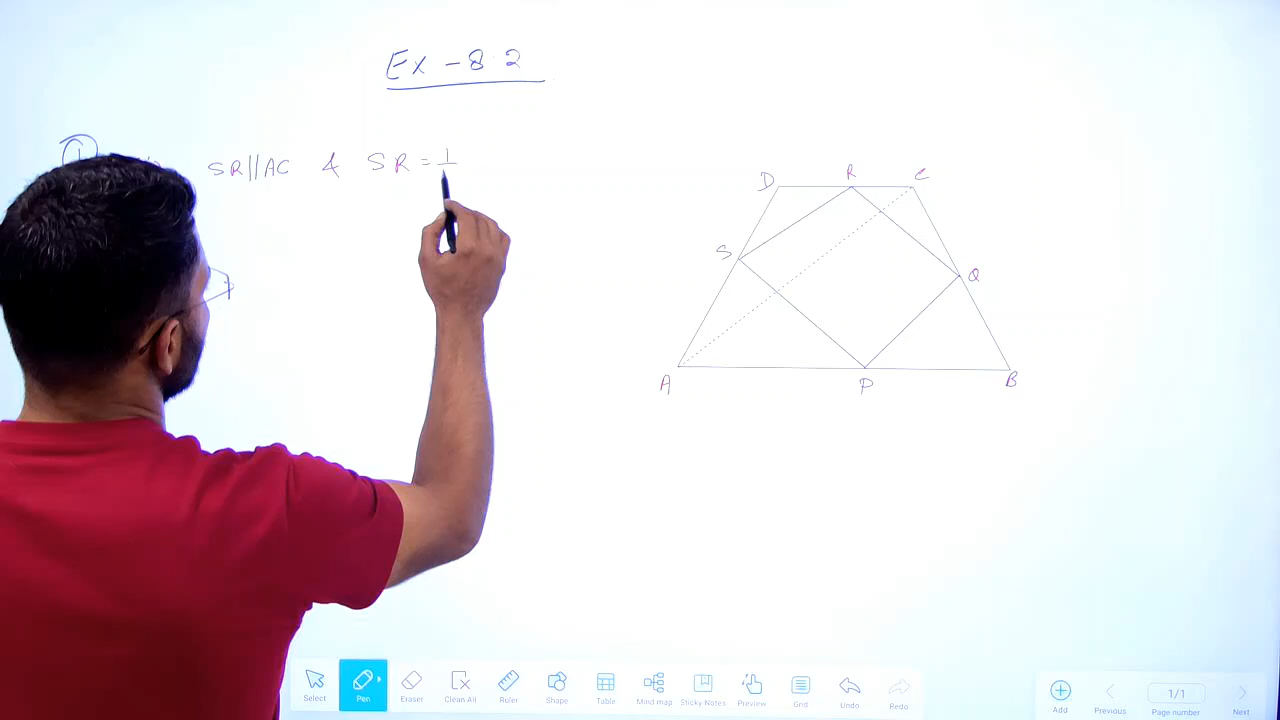 Ex - 8.2
1
SR||AC & SR = 1
D R C
S
Q
A P B
Select
Pen
Eraser
Clean All
Ruler
Shape
Table
Mind map
Sticky Notes
Preview
Grid
Undo
Redo
Add
Previous
1/1
Page number
Next